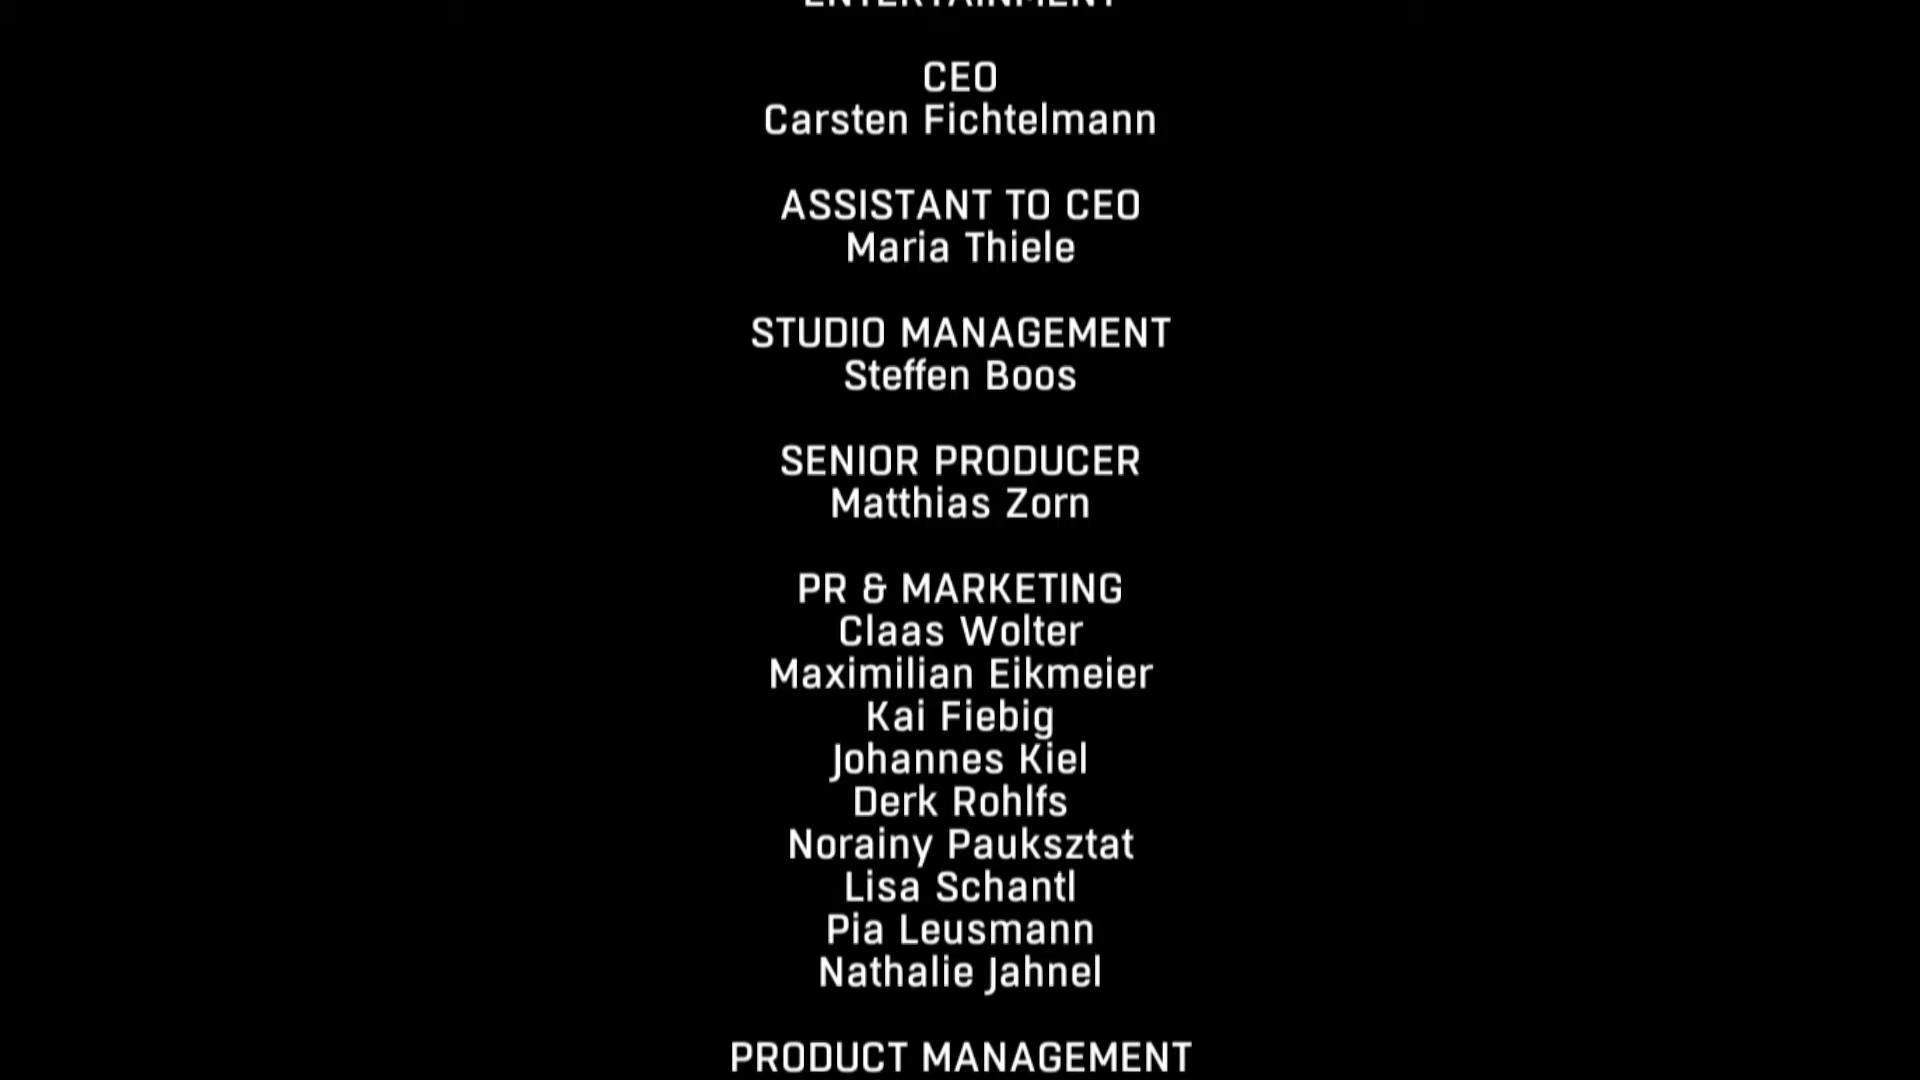 ENTERTAINMENT
CEO
Carsten Fichtelmann
ASSISTANT TO CEO
Maria Thiele
STUDIO MANAGEMENT
Steffen Boos
SENIOR PRODUCER
Matthias Zorn
PR & MARKETING
Claas Wolter
Maximilian Eikmeier
Kai Fiebig
Johannes Kiel
Derk Rohlfs
Norainy Pauksztat
Lisa Schantl
Pia Leusmann
Nathalie Jahnel
PRODUCT MANAGEMENT